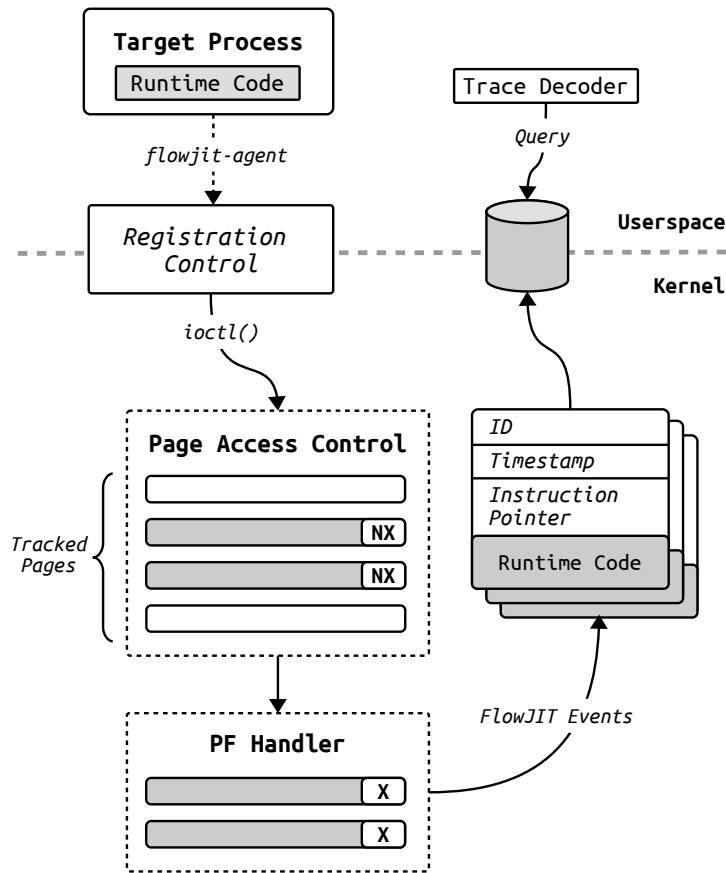 Target Process
Runtime Code
flowjit-agent
Registration
Control
ioctl()
Page Access Control
Tracked
Pages
NX
NX
PF Handler
X
X
Trace Decoder
Query
Userspace
Kernel
ID
Timestamp
Instruction
Pointer
Runtime Code
FlowJIT Events